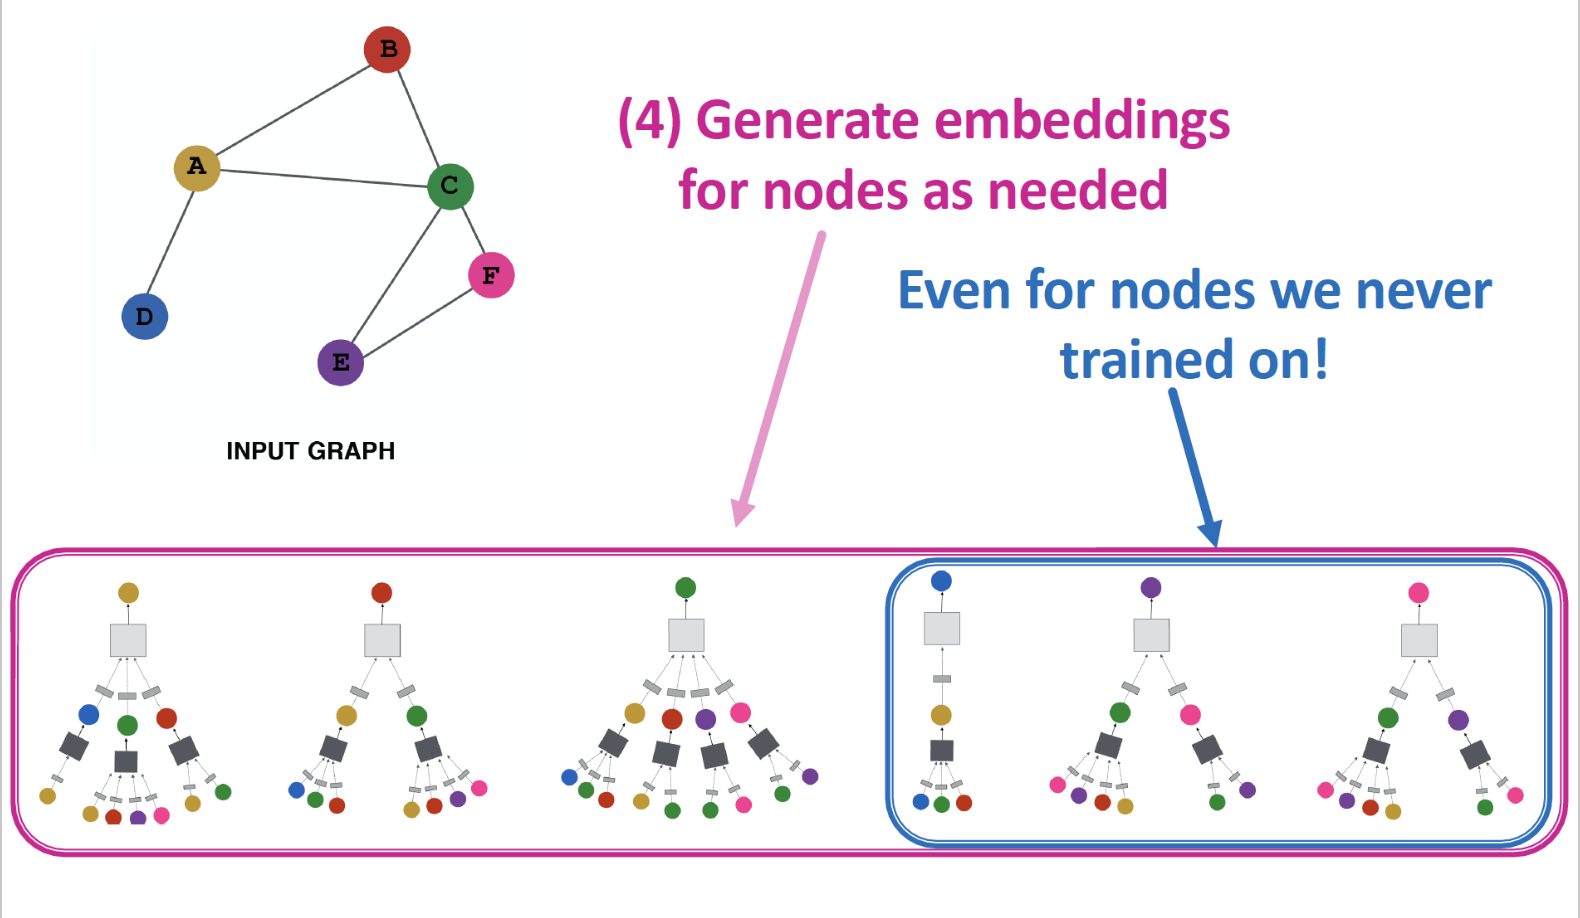 B
A
C
F
D
E
INPUT GRAPH
(4) Generate embeddings
for nodes as needed
Even for nodes we never
trained on!